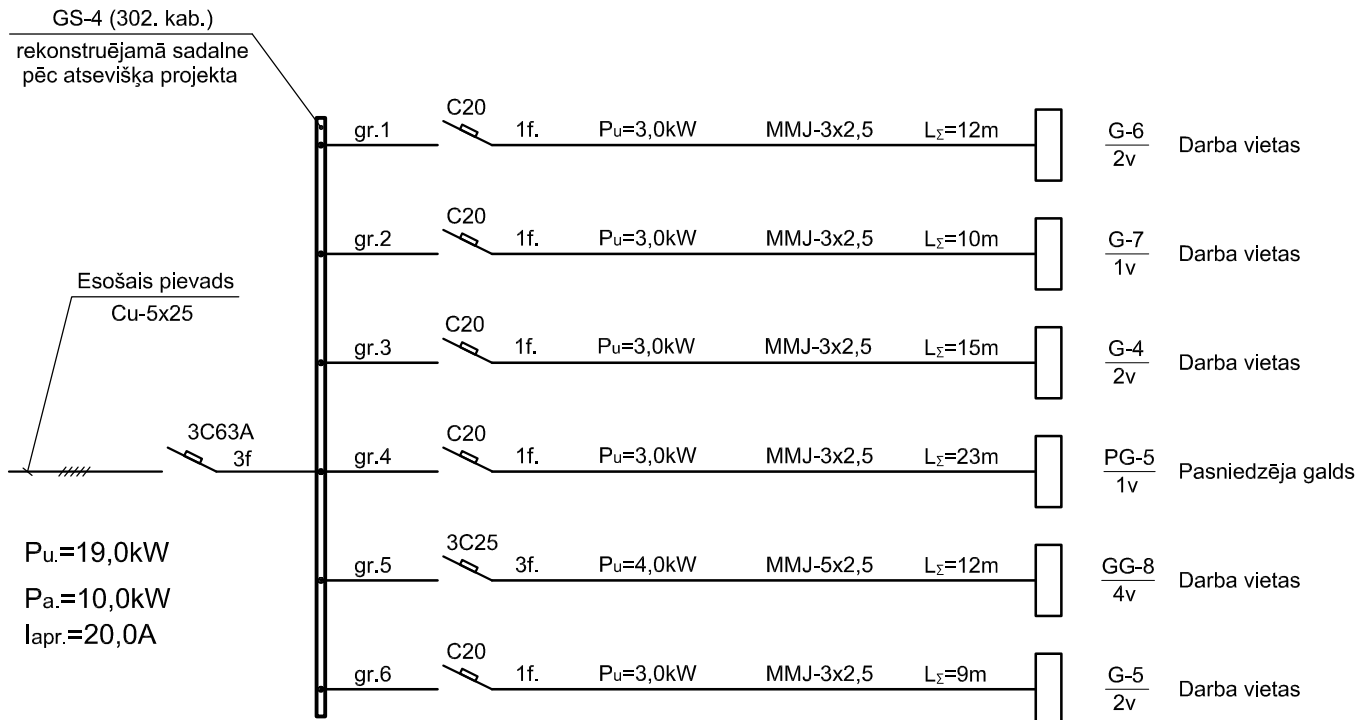 GS-4 (302. kab.)
rekonstruējamā sadalne
pēc atsevišķa projekta
gr.1 C20 1f. Pu=3,0kW MMJ-3x2,5 LΣ=12m G-6 2v Darba vietas
gr.2 C20 1f. Pu=3,0kW MMJ-3x2,5 LΣ=10m G-7 1v Darba vietas
Esošais pievads
Cu-5x25
gr.3 C20 1f. Pu=3,0kW MMJ-3x2,5 LΣ=15m G-4 2v Darba vietas
3C63A
3f
gr.4 C20 1f. Pu=3,0kW MMJ-3x2,5 LΣ=23m PG-5 1v Pasniedzēja galds
Pu.=19,0kW
Pa.=10,0kW
Iapr.=20,0A
gr.5 3C25 3f. Pu=4,0kW MMJ-5x2,5 LΣ=12m GG-8 4v Darba vietas
gr.6 C20 1f. Pu=3,0kW MMJ-3x2,5 LΣ=9m G-5 2v Darba vietas